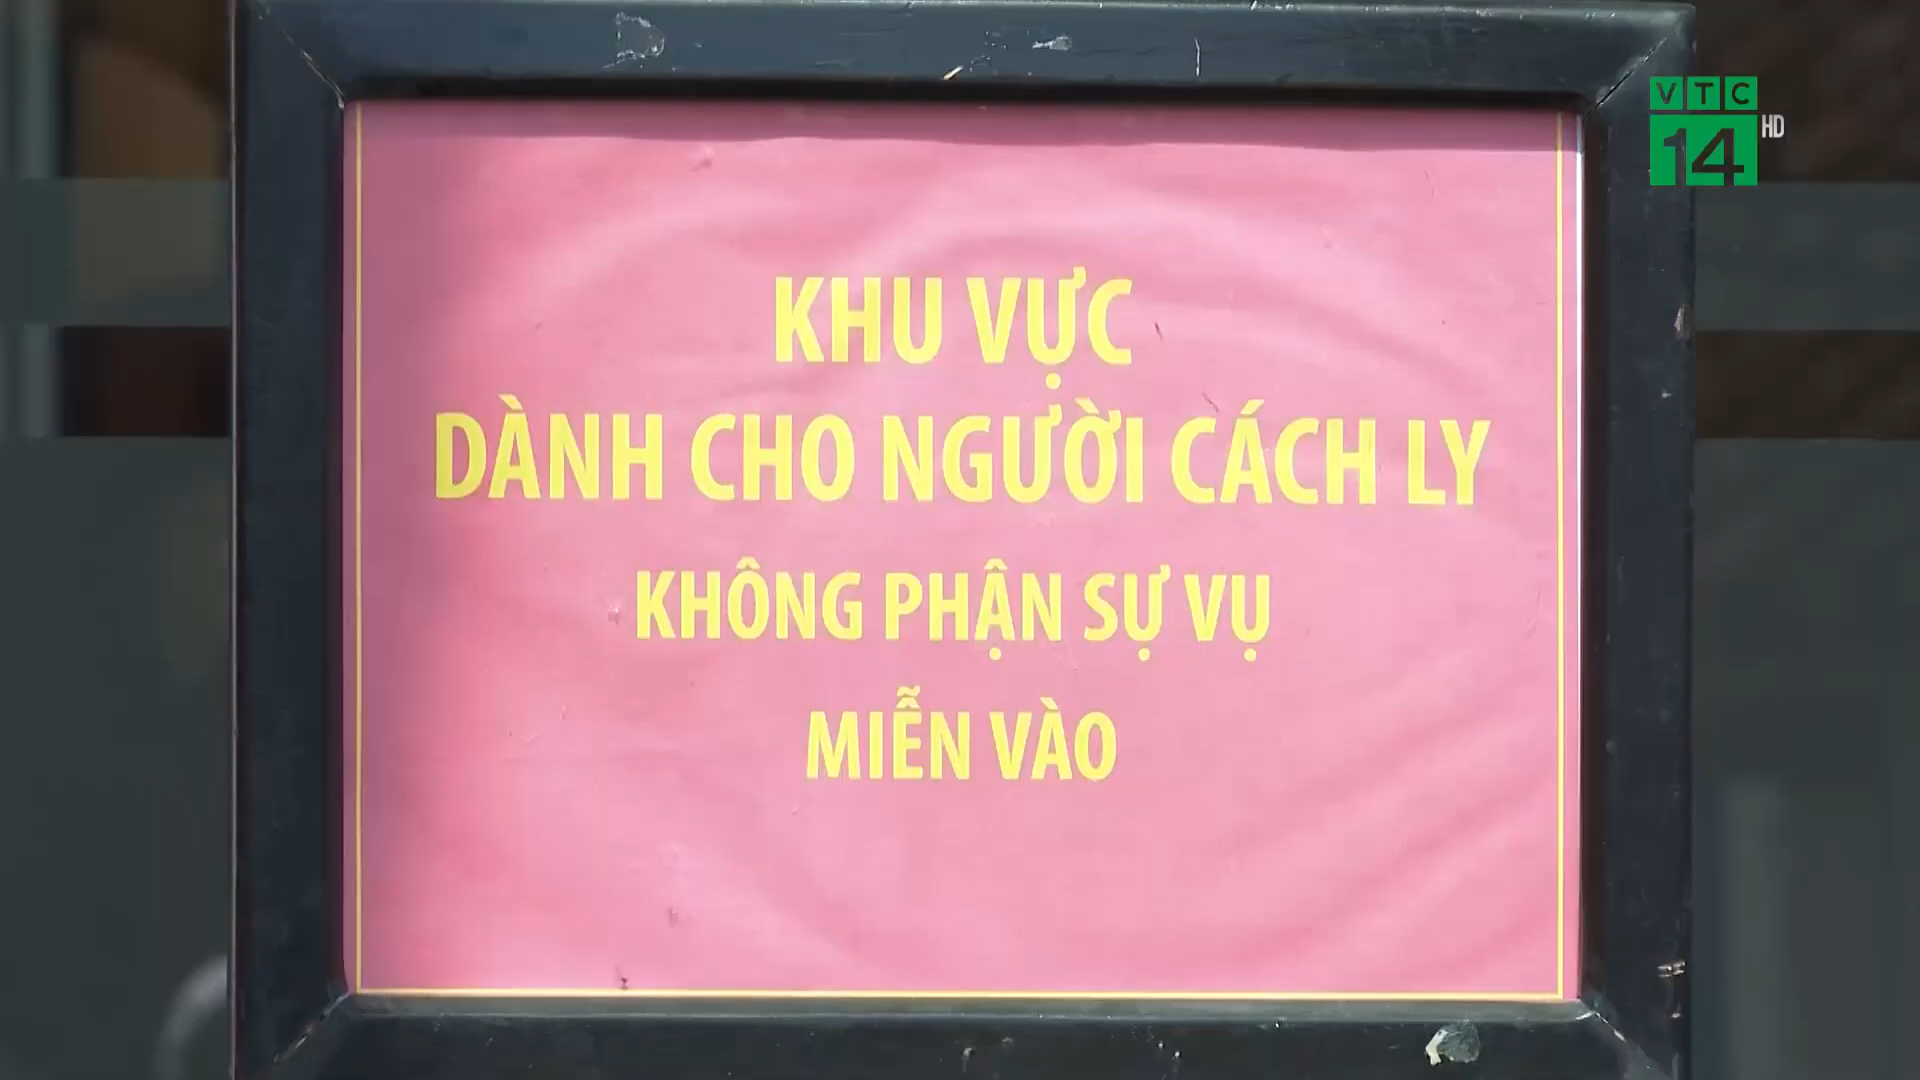 VTC
14 HD
KHU VỰC
DÀNH CHO NGƯỜI CÁCH LY
KHÔNG PHẬN SỰ VỤ
MIỄN VÀO